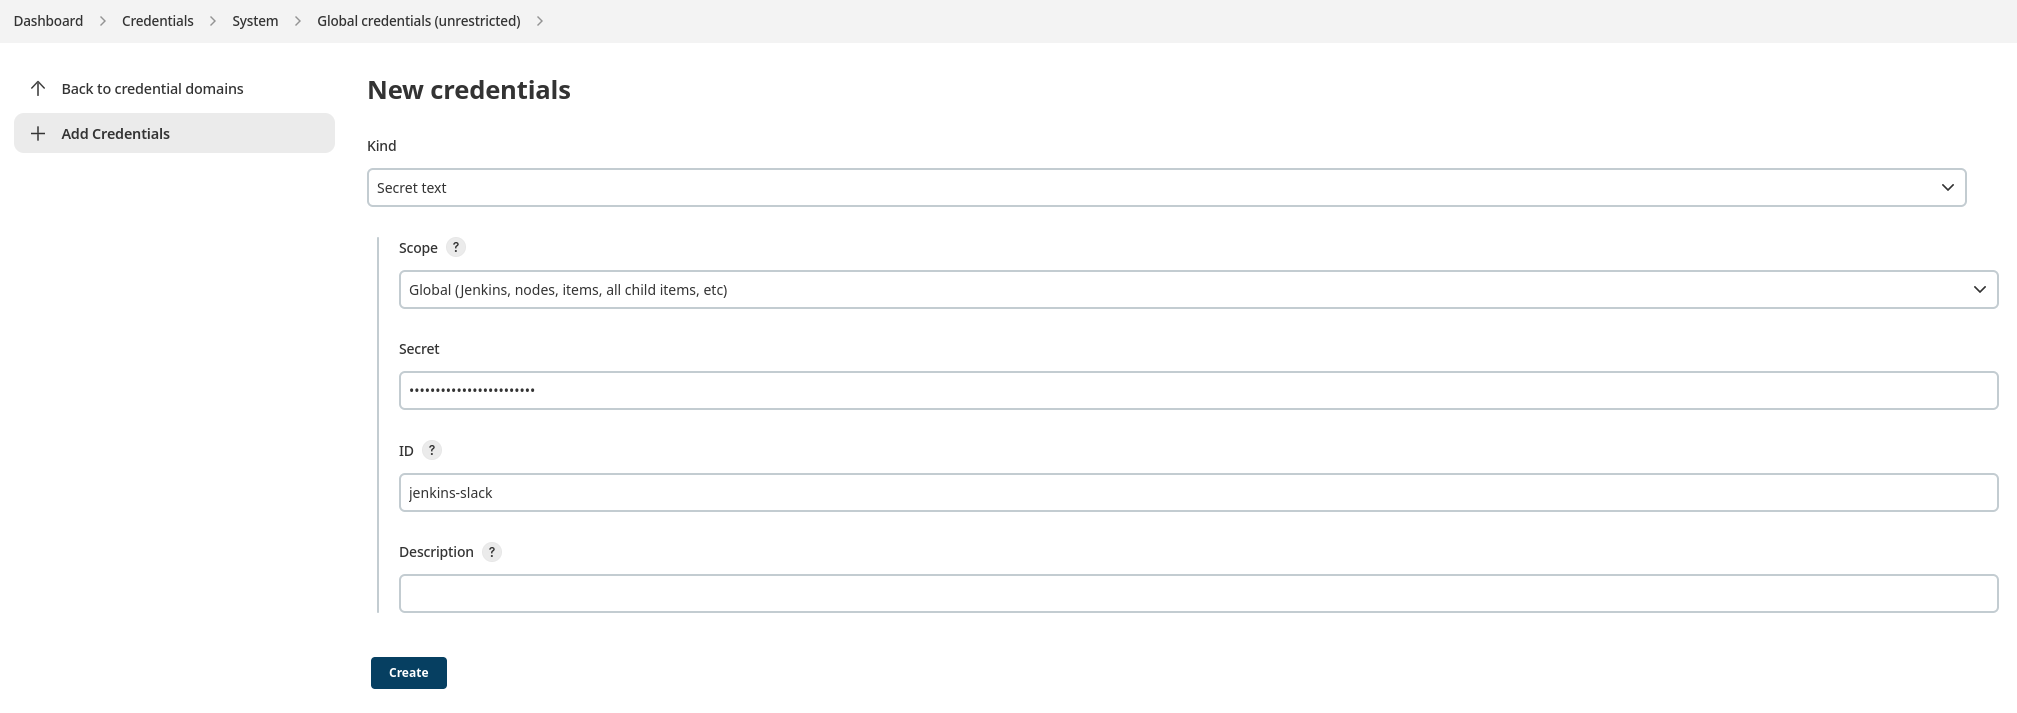 Dashboard > Credentials > System > Global credentials (unrestricted) >
Back to credential domains
Add Credentials
New credentials
Kind
Secret text
Scope ?
Global (Jenkins, nodes, items, all child items, etc)
Secret
••••••••••••••••••••••••
ID ?
jenkins-slack
Description ?
Create